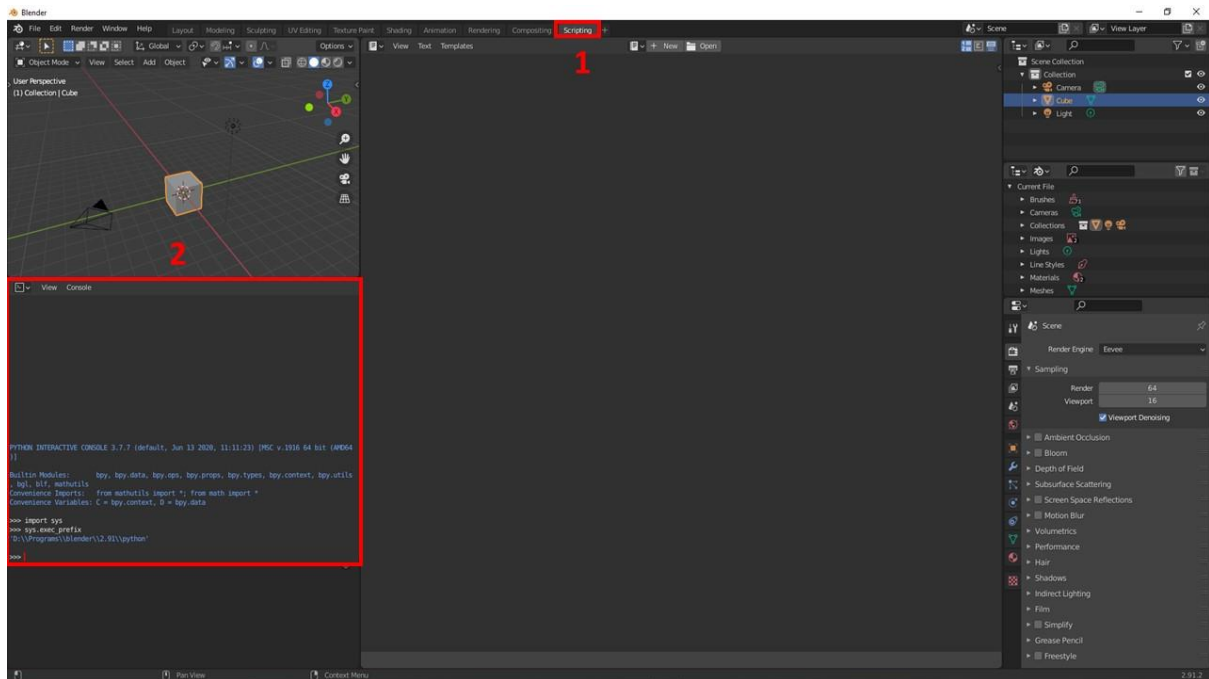 Blender
File Edit Render Window Help Layout Modeling Sculpting UV Editing Texture Paint Shading Animation Rendering Compositing Scripting + Scene View Layer
Global Options View Text Templates + New Open
1
Object Mode View Select Add Object
User Perspective
(1) Collection | Cube
Z
Y
X
2
View Console
PYTHON INTERACTIVE CONSOLE 3.7.7 (default, Jun 13 2020, 11:11:23) [MSC v.1916 64 bit (AMD64
)]
Builtin Modules: bpy, bpy.data, bpy.ops, bpy.props, bpy.types, bpy.context, bpy.utils
, bgl, blf, mathutils
Convenience Imports: from mathutils import *; from math import *
Convenience Variables: C = bpy.context, D = bpy.data
>>> import sys
>>> sys.exec_prefix
'D:\\Programs\\blender\\2.91\\python'
>>>
Scene Collection
Collection
Camera
Cube
Light
Current File
Brushes
Cameras
Collections
Images 2
Lights
Line Styles
Materials 2
Meshes
Scene
Render Engine Eevee
Sampling
Render 64
Viewport 16
Viewport Denoising
Ambient Occlusion
Bloom
Depth of Field
Subsurface Scattering
Screen Space Reflections
Motion Blur
Volumetrics
Performance
Hair
Shadows
Indirect Lighting
Film
Simplify
Grease Pencil
Freestyle
Pan View Context Menu 2.91.2